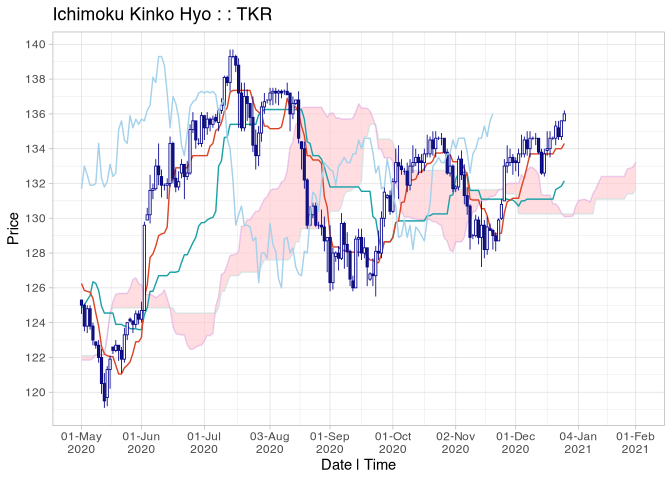 Ichimoku Kinko Hyo : : TKR
140
138
136
134
132
130
128
126
124
122
120
Price
01-May 01-Jun 01-Jul 03-Aug 01-Sep 01-Oct 02-Nov 01-Dec 04-Jan 01-Feb
2020 2020 2020 2020 2020 2020 2020 2020 2021 2021
Date | Time